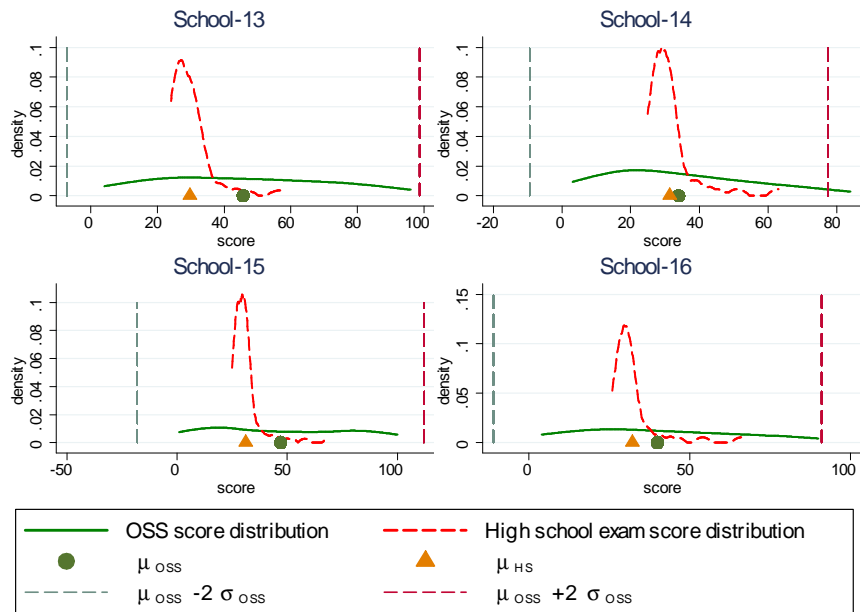 School-13
density
0 .02 .04 .06 .08 .1
0 20 40 60 80 100
score
School-14
density
0 .02 .04 .06 .08 .1
-20 0 20 40 60 80
score
School-15
density
0 .02 .04 .06 .08 .1
-50 0 50 100
score
School-16
density
0 .05 .1 .15
0 50 100
score
OSS score distribution
High school exam score distribution
μ OSS
μ HS
μ OSS -2 σ OSS
μ OSS +2 σ OSS